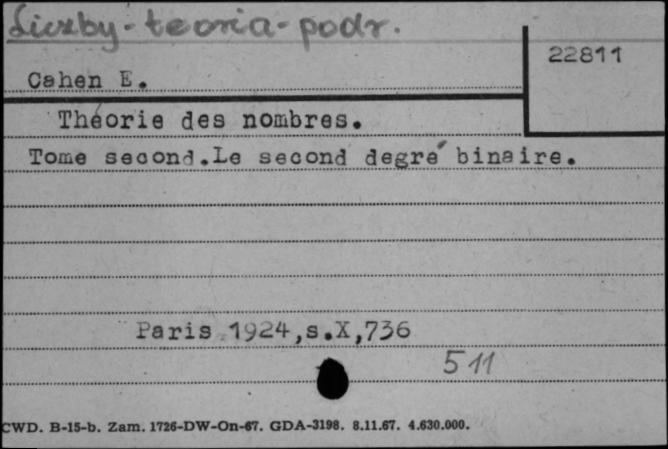 Liczby-teoria-podr.
22811
Cahen E.
Théorie des nombres.
Tome second.Le second degré binaire.
Paris 1924,s.X,736
511
CWD. B-15-b. Zam. 1726-DW-On-67. GDA-3198. 8.11.67. 4.630.000.